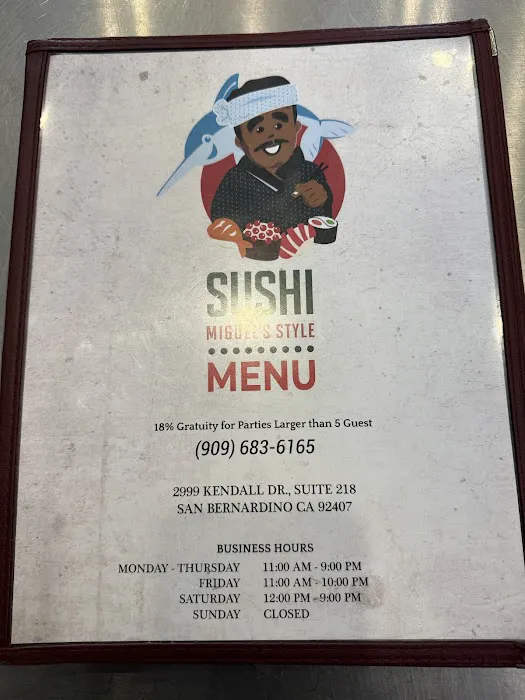 SUSHI
MIGUEL'S STYLE
MENU
18% Gratuity for Parties Larger than 5 Guest
(909) 683-6165
2999 KENDALL DR., SUITE 218
SAN BERNARDINO CA 92407
BUSINESS HOURS
MONDAY - THURSDAY 11:00 AM - 9:00 PM
FRIDAY 11:00 AM - 10:00 PM
SATURDAY 12:00 PM - 9:00 PM
SUNDAY CLOSED